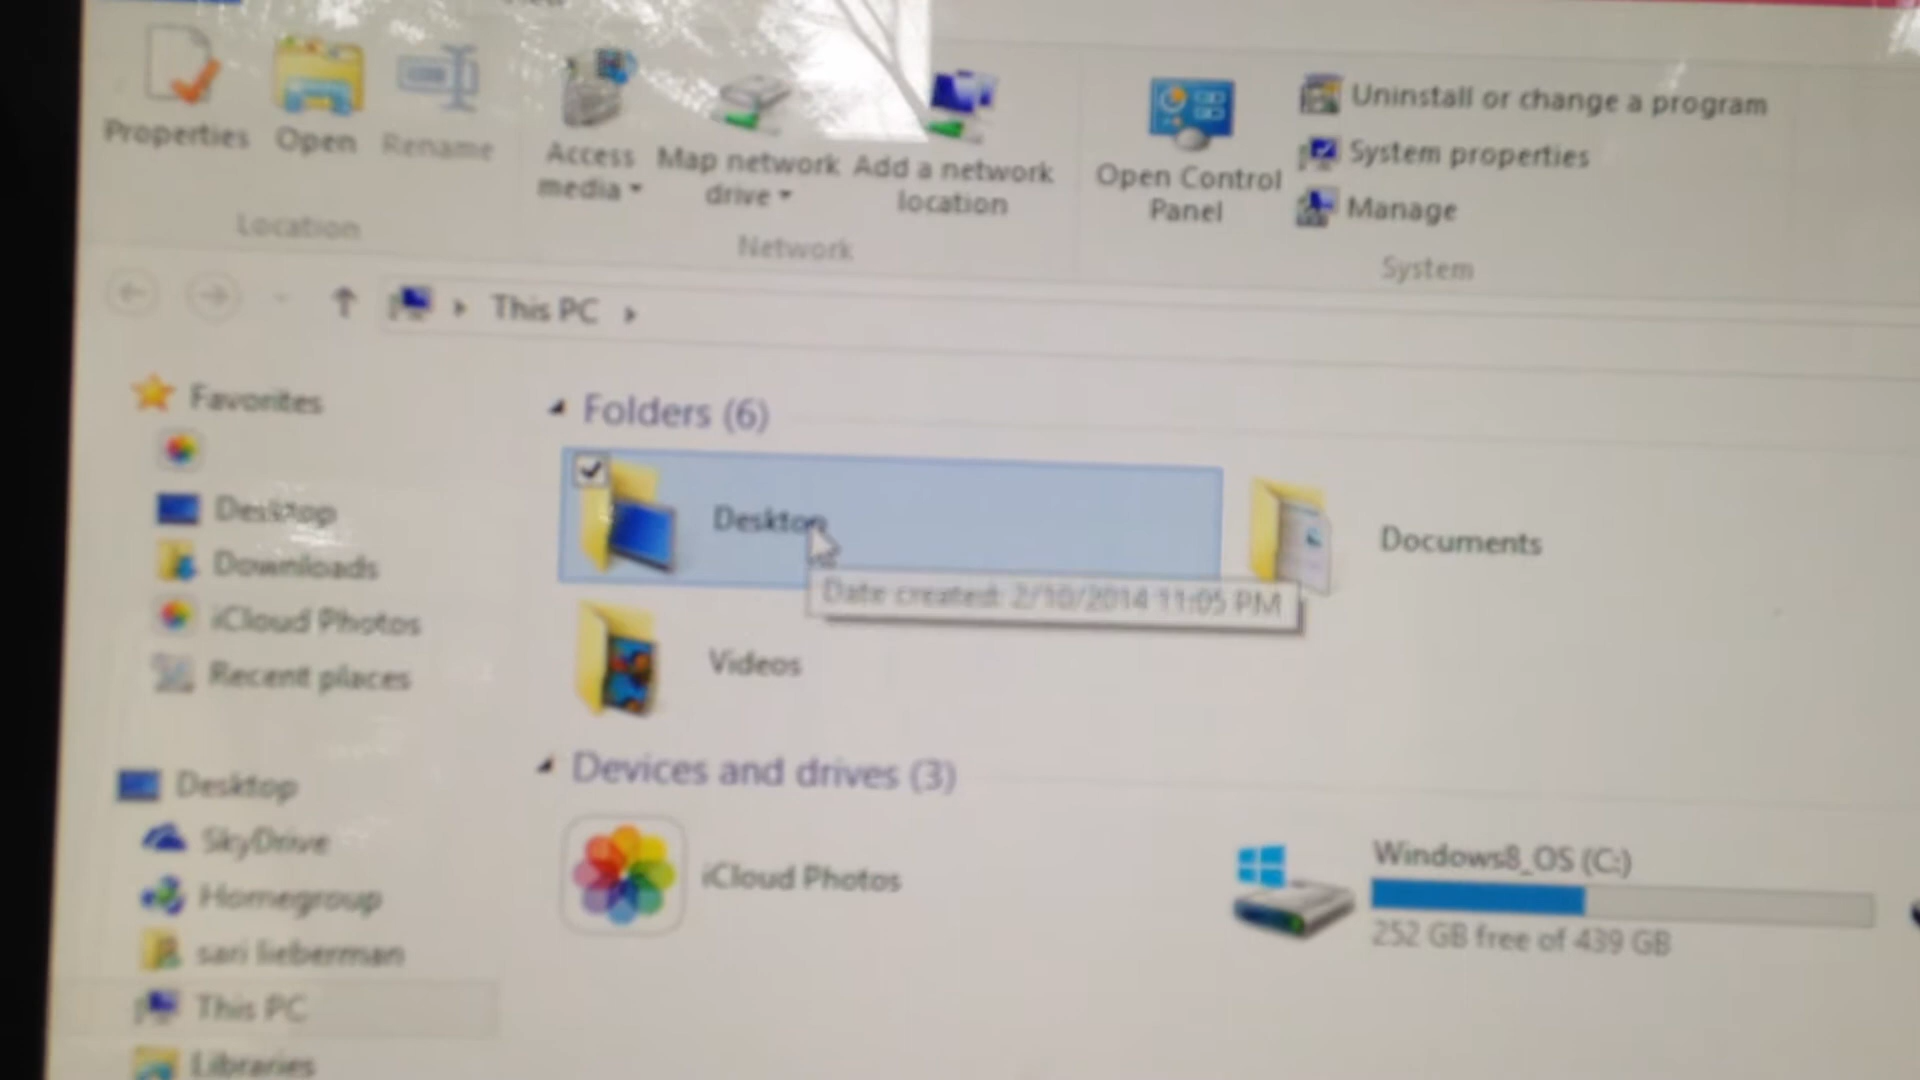 Properties
Open
Rename
Location
Access
media
Map network
drive
Add a network
location
Network
Open Control
Panel
Uninstall or change a program
System properties
Manage
System
This PC
Favorites
Desktop
Downloads
iCloud Photos
Recent places
Desktop
SkyDrive
Homegroup
sari lieberman
This PC
Libraries
Folders (6)
Desktop
Date created: 2/10/2014 11:05 PM
Documents
Videos
Devices and drives (3)
iCloud Photos
Windows8_OS (C:)
252 GB free of 439 GB